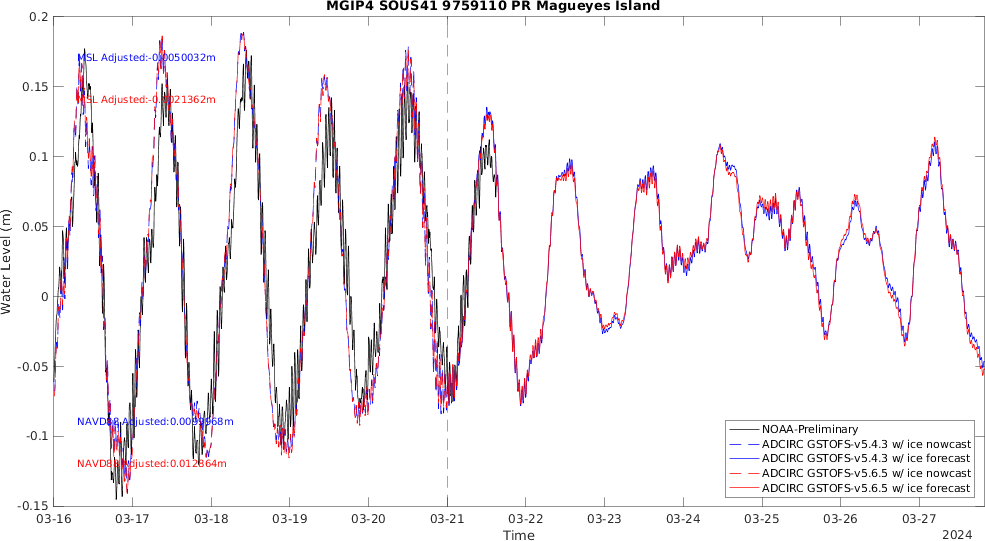 MGIP4 SOUS41 9759110 PR Magueyes Island
0.2
0.15
0.1
0.05
0
-0.05
-0.1
-0.15
Water Level (m)
MSL Adjusted:-0.0050032m
MSL Adjusted:-0.0021362m
NAVD88 Adjusted:0.0099968m
NAVD88 Adjusted:0.012864m
NOAA-Preliminary
ADCIRC GSTOFS-v5.4.3 w/ ice nowcast
ADCIRC GSTOFS-v5.4.3 w/ ice forecast
ADCIRC GSTOFS-v5.6.5 w/ ice nowcast
ADCIRC GSTOFS-v5.6.5 w/ ice forecast
03-16 03-17 03-18 03-19 03-20 03-21 03-22 03-23 03-24 03-25 03-26 03-27
Time
2024